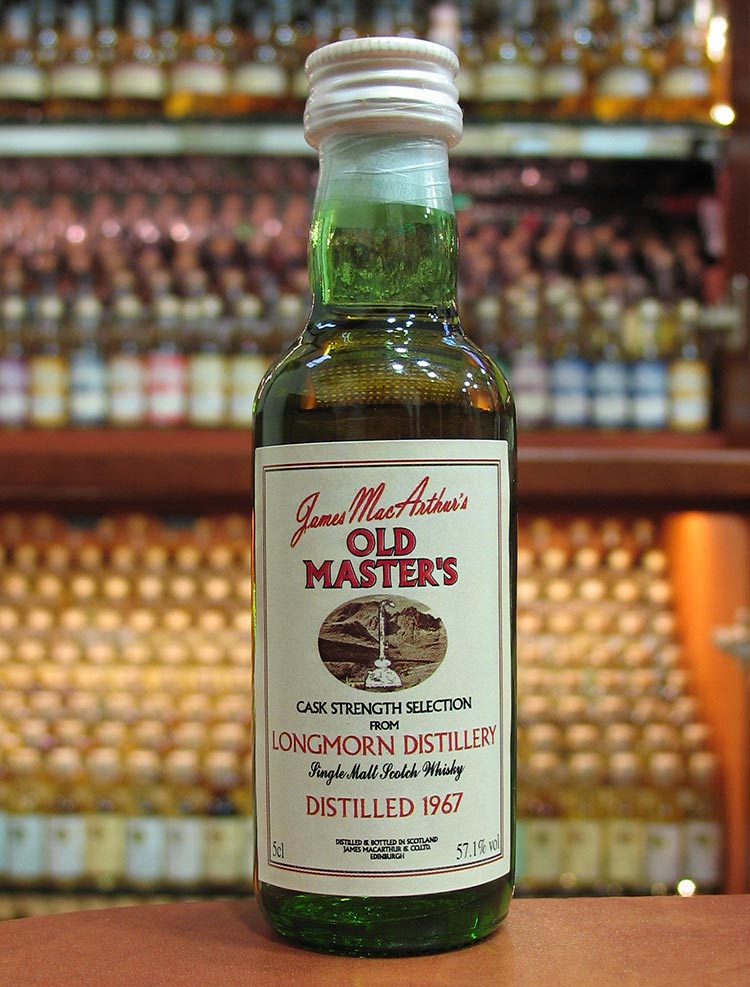 James MacArthur's
OLD
MASTER'S
CASK STRENGTH SELECTION
FROM
LONGMORN DISTILLERY
Single Malt Scotch Whisky
DISTILLED 1967
DISTILLED & BOTTLED IN SCOTLAND
JAMES MACARTHUR & CO.LTD.
EDINBURGH
5cl
57.1% vol